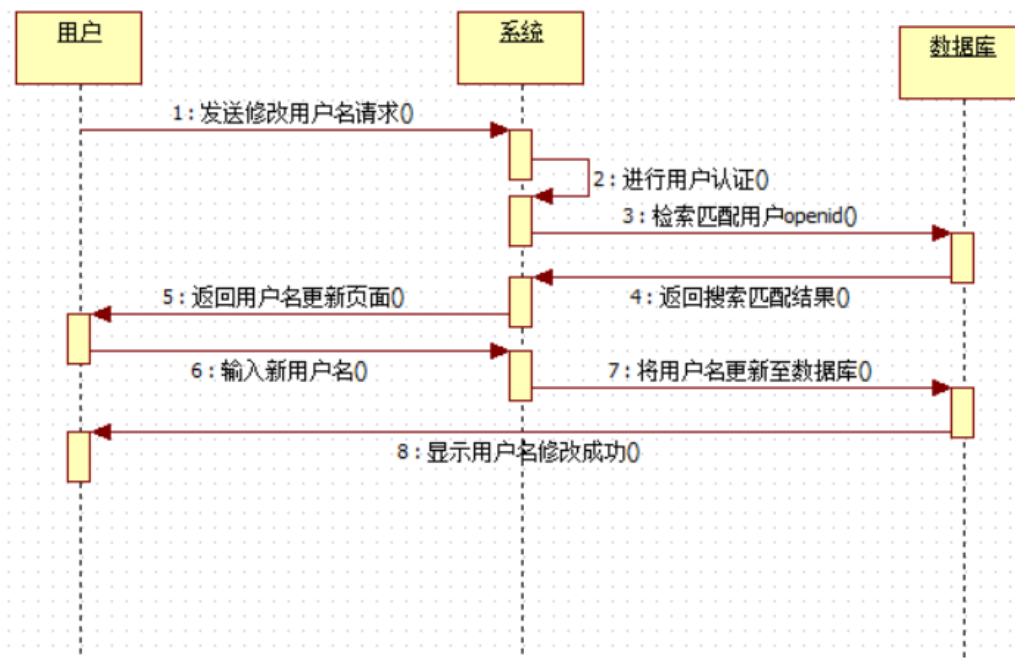 用户
系统
数据库
1 : 发送修改用户名请求()
2 : 进行用户认证()
3 : 检索匹配用户openid()
4 : 返回搜索匹配结果()
5 : 返回用户名更新页面()
6 : 输入新用户名()
7 : 将用户名更新至数据库()
8 : 显示用户名修改成功()